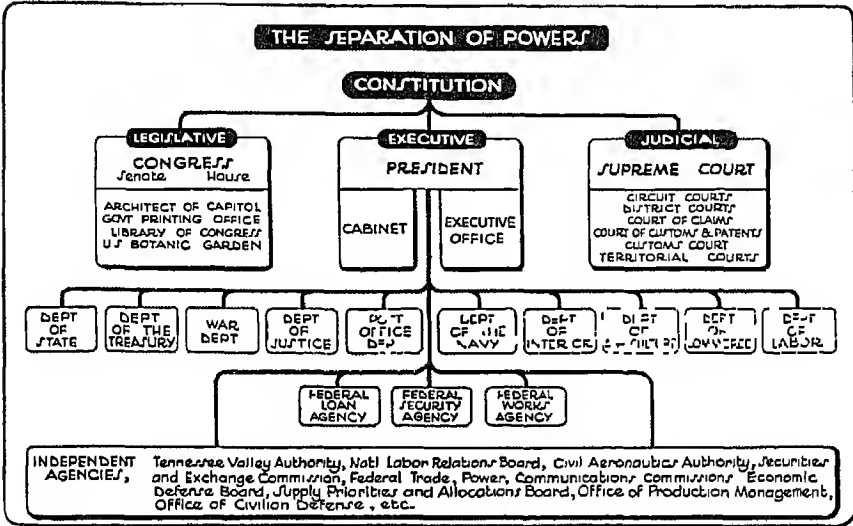 THE SEPARATION OF POWERS
CONSTITUTION
LEGISLATIVE
CONGRESS
Senate House
ARCHITECT OF CAPITOL
GOVT PRINTING OFFICE
LIBRARY OF CONGRESS
U S BOTANIC GARDEN
EXECUTIVE
PRESIDENT
CABINET
EXECUTIVE
OFFICE
JUDICIAL
SUPREME COURT
CIRCUIT COURTS
DISTRICT COURTS
COURT OF CLAIMS
COURT OF CUSTOMS & PATENTS
CUSTOMS COURT
TERRITORIAL COURTS
DEPT
OF
STATE
DEPT
OF THE
TREASURY
WAR
DEPT
DEPT
OF
JUSTICE
POST
OFFICE
DEPT
DEPT
OF THE
NAVY
DEPT
OF
INTERIOR
DEPT
OF
DEPT
OF
COMMERCE
DEPT
OF
LABOR
FEDERAL
LOAN
AGENCY
FEDERAL
SECURITY
AGENCY
FEDERAL
WORKS
AGENCY
INDEPENDENT
AGENCIES,
Tennessee Valley Authority, Natl Labor Relations Board, Civil Aeronautics Authority, Securities
and Exchange Commission, Federal Trade, Power, Communications Commissions Economic
Defense Board, Supply Priorities and Allocations Board, Office of Production Management,
Office of Civilian Defense, etc.